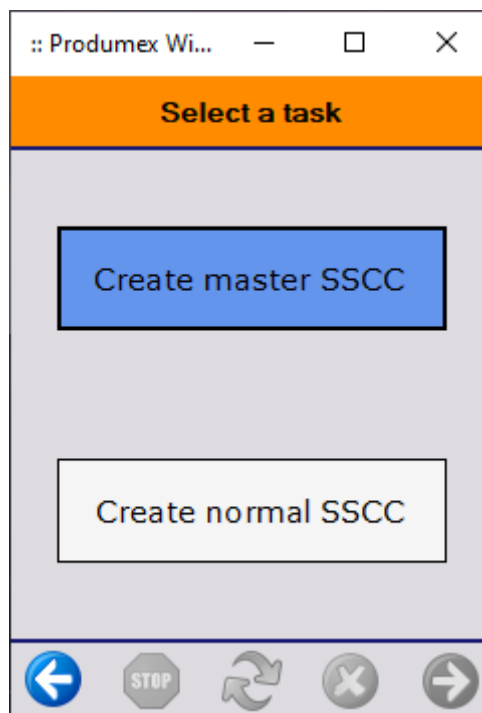 :: Produmex Wi...
Select a task
Create master SSCC
Create normal SSCC
STOP